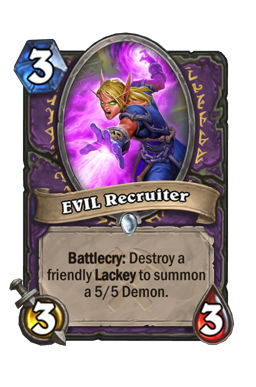 3
EVIL Recruiter
Battlecry: Destroy a
friendly Lackey to summon
a 5/5 Demon.
3
3